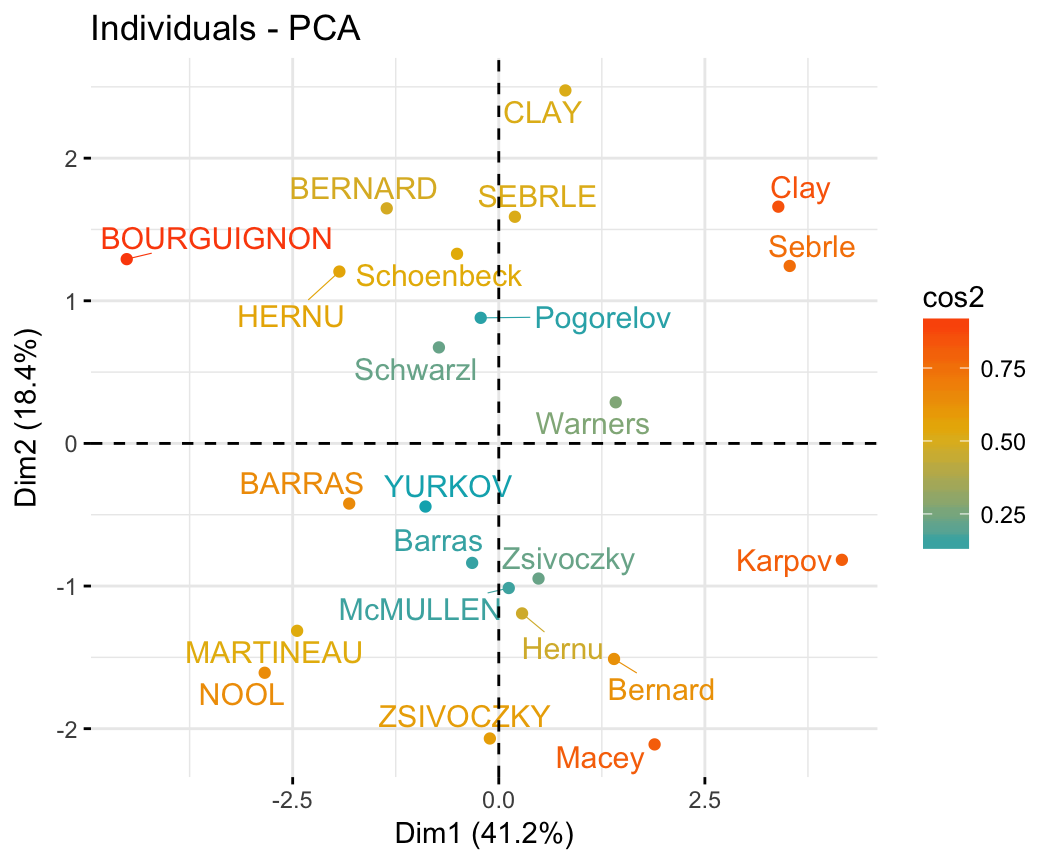 Individuals - PCA
CLAY
BERNARD
SEBRLE
Clay
BOURGUIGNON
Sebrle
Schoenbeck
HERNU
Pogorelov
Schwarzl
Warners
BARRAS
YURKOV
Barras
Zsivoczky
Karpov
McMULLEN
Hernu
MARTINEAU
Bernard
NOOL
ZSIVOCZKY
Macey
2
1
0
-1
-2
Dim2 (18.4%)
-2.5
0.0
2.5
Dim1 (41.2%)
cos2
0.75
0.50
0.25